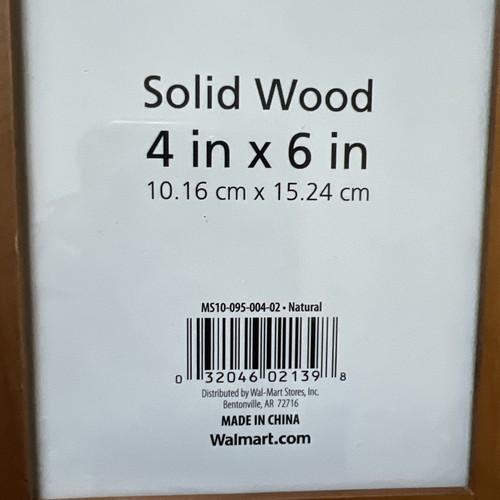 Solid Wood
4 in x 6 in
10.16 cm x 15.24 cm
MS10-095-004-02 • Natural
0 32046 02139 8
Distributed by Wal-Mart Stores, Inc.
Bentonville, AR 72716
MADE IN CHINA
Walmart.com